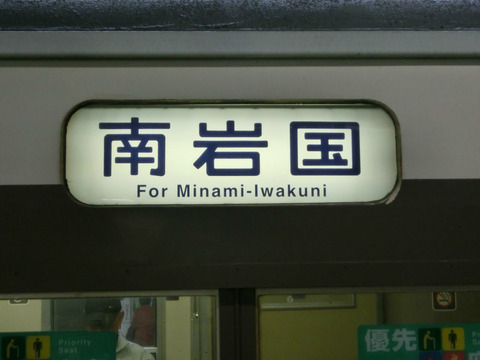 南岩国
For Minami-Iwakuni
Priority
Seat
優先